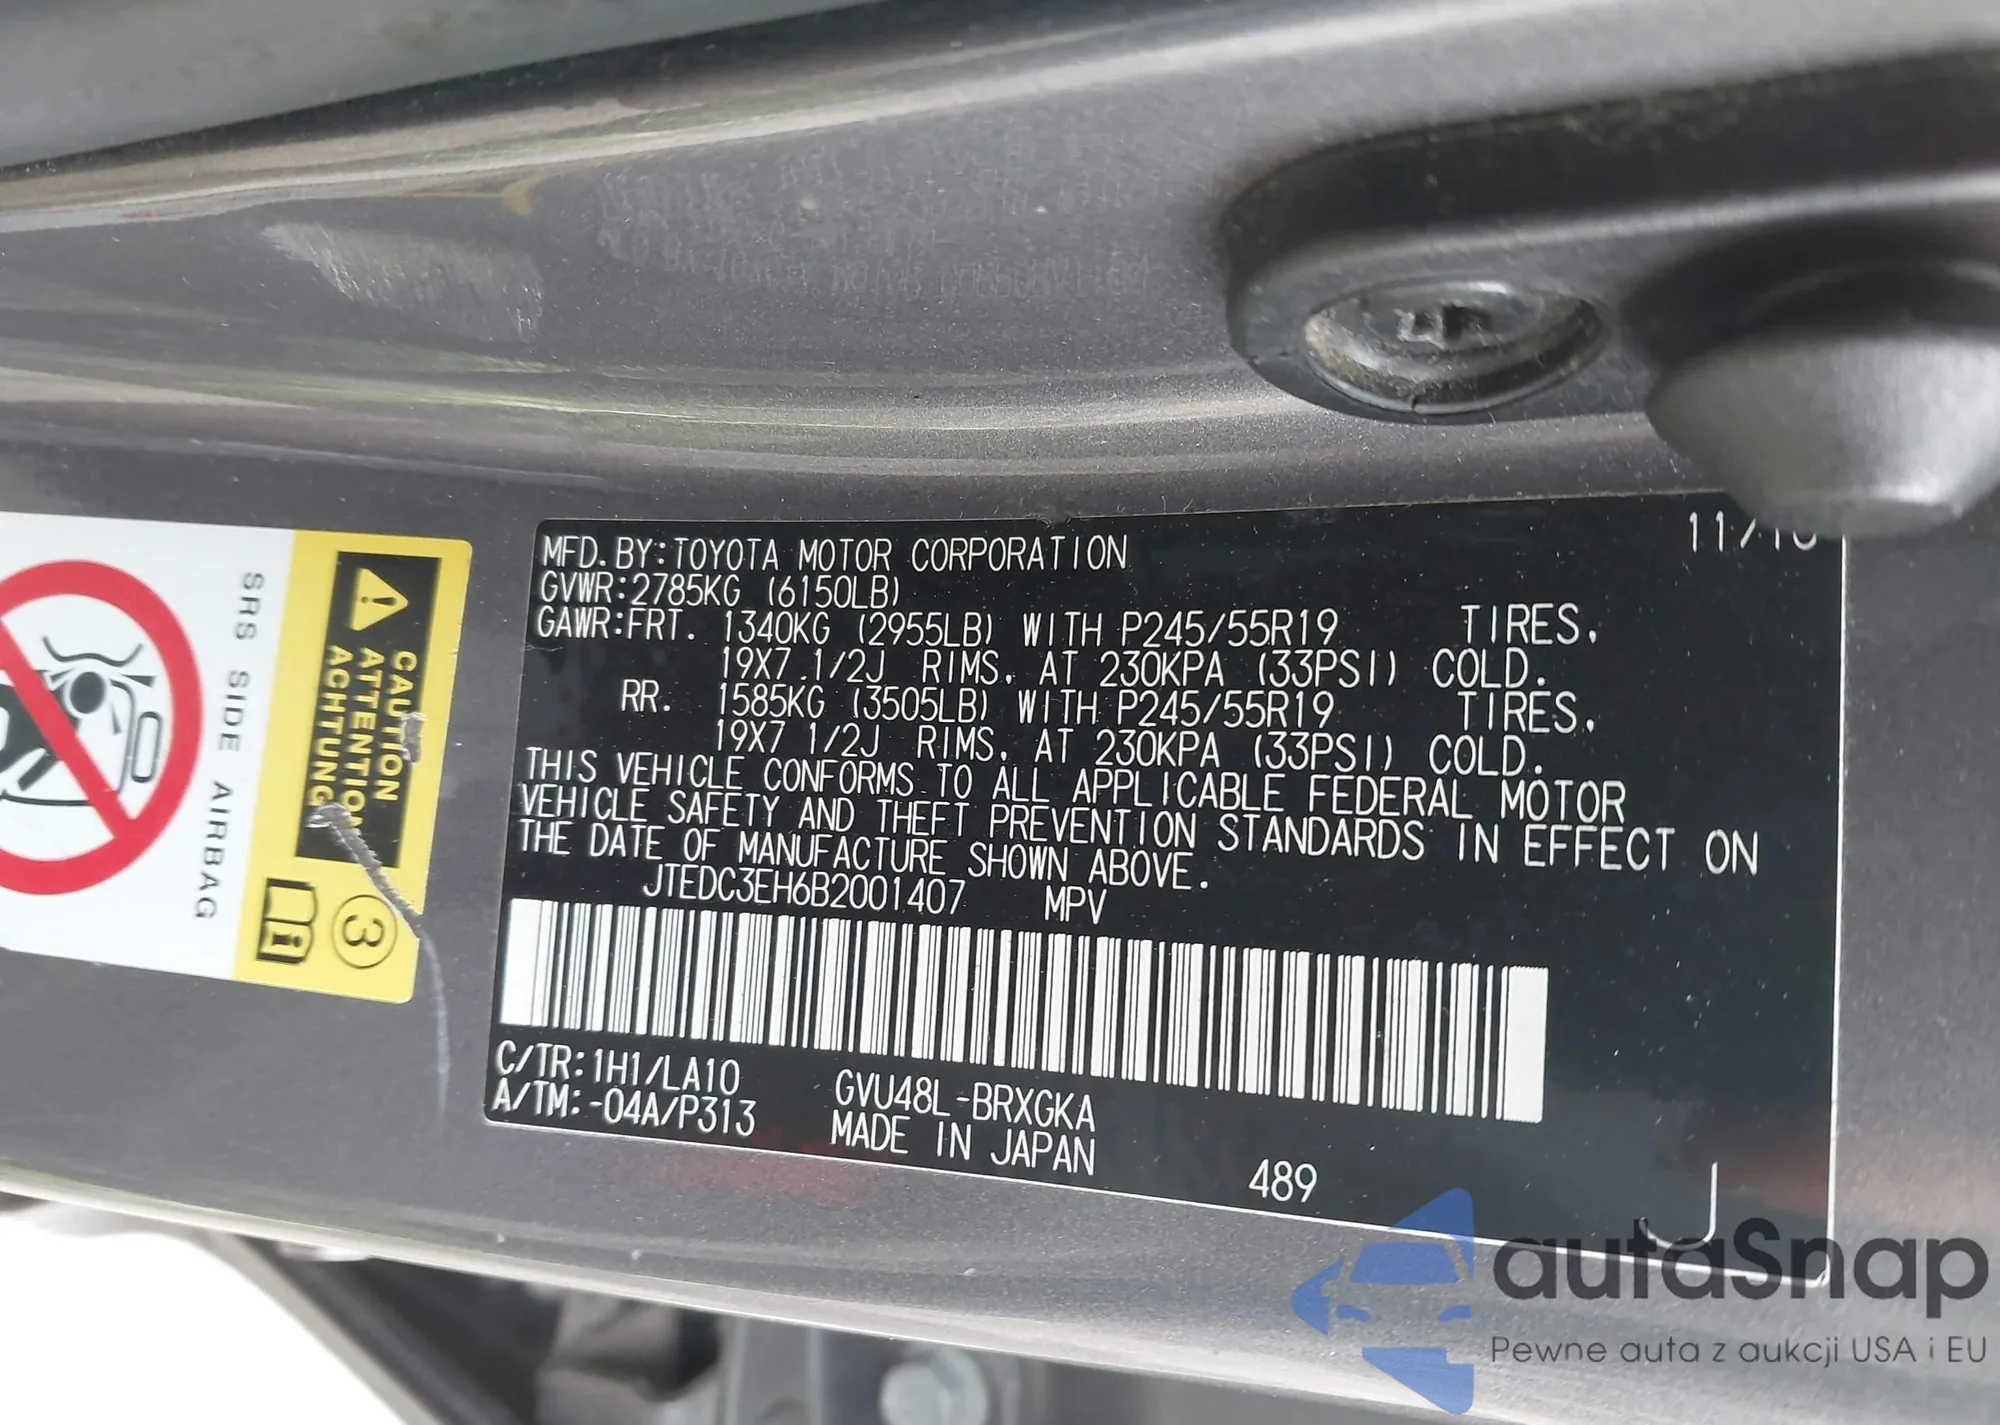 11/10
MFD. BY:TOYOTA MOTOR CORPORATION
GVWR:2785KG (6150LB)
GAWR:FRT. 1340KG (2955LB) WITH P245/55R19 TIRES.
19X7 1/2J RIMS. AT 230KPA (33PSI) COLD.
RR. 1585KG (3505LB) WITH P245/55R19 TIRES.
19X7 1/2J RIMS. AT 230KPA (33PSI) COLD.
THIS VEHICLE CONFORMS TO ALL APPLICABLE FEDERAL MOTOR
VEHICLE SAFETY AND THEFT PREVENTION STANDARDS IN EFFECT ON
THE DATE OF MANUFACTURE SHOWN ABOVE.
JTEDC3EH6B2001407 MPV
C/TR:1H1/LA10
A/TM:-04A/P313
GVU48L-BRXGKA
MADE IN JAPAN
489
J
CAUTION
ATTENTION
ACHTUNG
3
SRS SIDE AIRBAG
autaSnap
Pewne auta z aukcji USA i EU